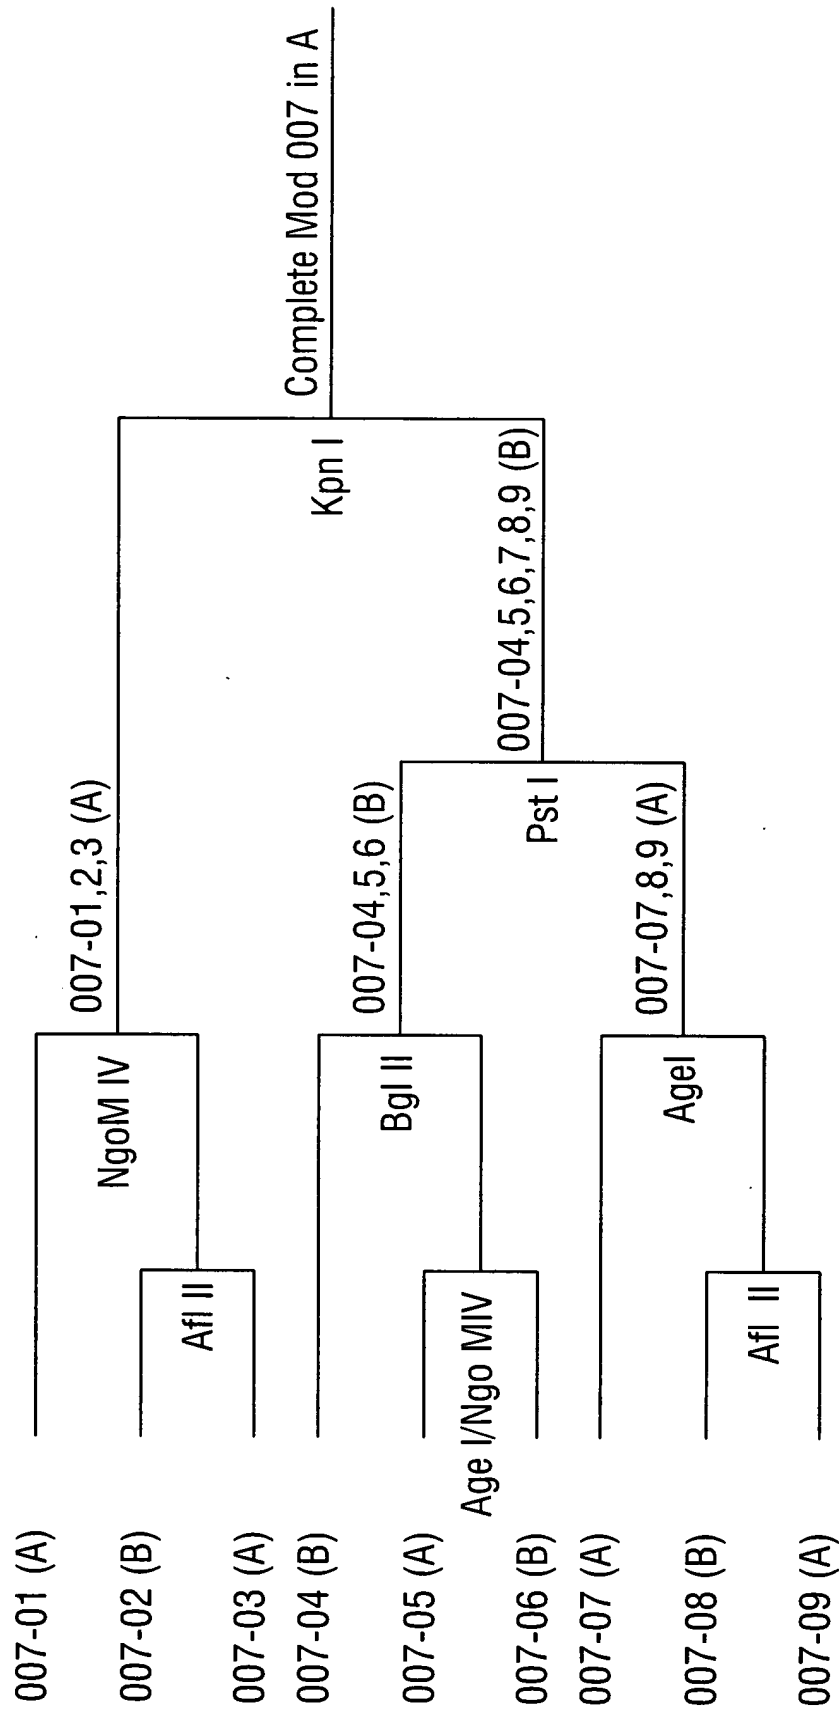 007-01 (A)
007-02 (B)
007-03 (A)
007-04 (B)
007-05 (A)
007-06 (B)
007-07 (A)
007-08 (B)
007-09 (A)
Afl II
Age I/Ngo MIV
Afl II
NgoM IV
Bgl II
AgeI
007-01,2,3 (A)
007-04,5,6 (B)
007-07,8,9 (A)
Pst I
007-04,5,6,7,8,9 (B)
Kpn I
Complete Mod 007 in A